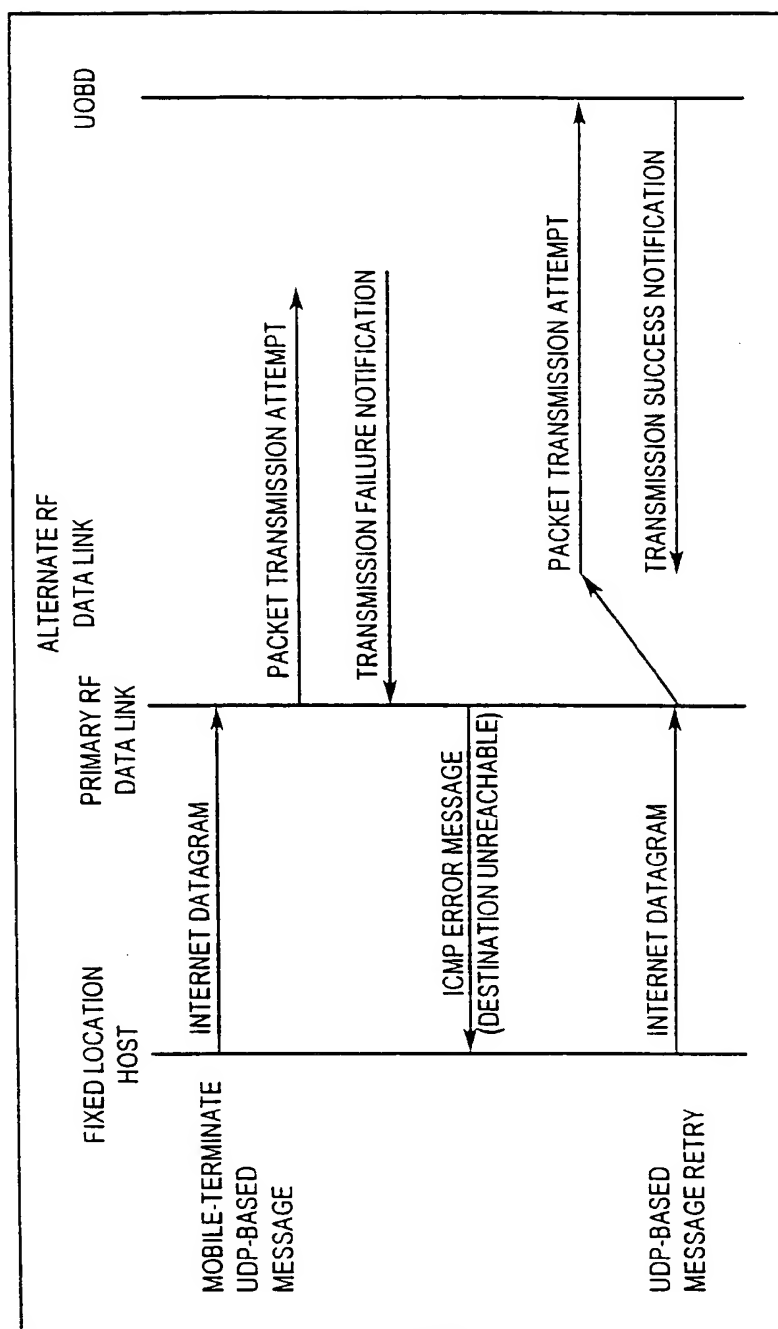 FIXED LOCATION
HOST
PRIMARY RF
DATA LINK
ALTERNATE RF
DATA LINK
UOBD
MOBILE-TERMINATE
UDP-BASED
MESSAGE
INTERNET DATAGRAM
PACKET TRANSMISSION ATTEMPT
TRANSMISSION FAILURE NOTIFICATION
ICMP ERROR MESSAGE
(DESTINATION UNREACHABLE)
UDP-BASED
MESSAGE RETRY
INTERNET DATAGRAM
PACKET TRANSMISSION ATTEMPT
TRANSMISSION SUCCESS NOTIFICATION